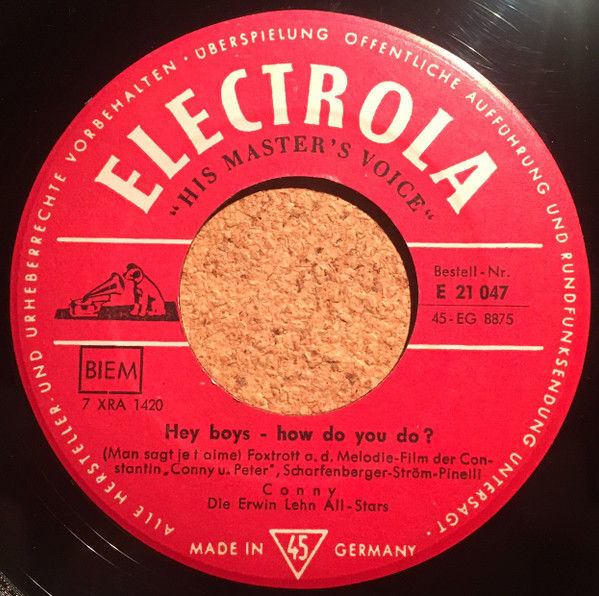 ALLE HERSTELLER- UND URHEBERRECHTE VORBEHALTEN · ÜBERSPIELUNG ÖFFENTLICHE AUFFÜHRUNG UND RUNDFUNKSENDUNG UNTERSAGT ·
ELECTROLA
"HIS MASTER'S VOICE"
Bestell-Nr.
E 21 047
45-EG 8875
BIEM
7 XRA 1420
Hey boys - how do you do?
(Man sagt je t'aime) Foxtrott a. d. Melodie-Film der Con-
stantin „Conny u. Peter", Scharfenberger-Ström-Pinelli
Conny
Die Erwin Lehn All-Stars
MADE IN 45 GERMANY